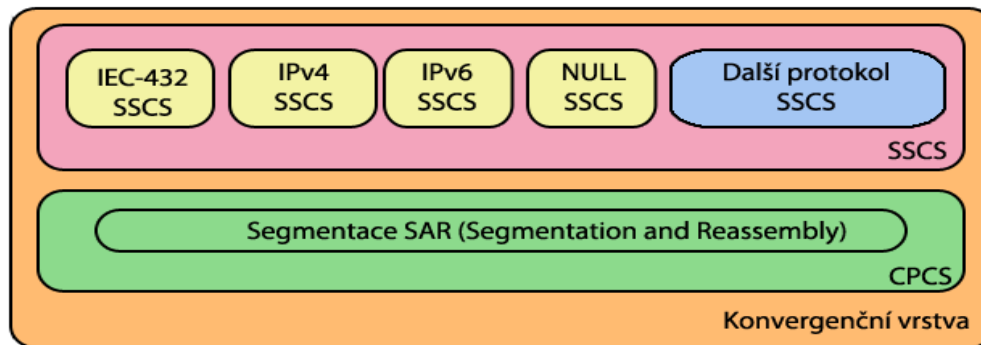 IEC-432
SSCS
IPv4
SSCS
IPv6
SSCS
NULL
SSCS
Další protokol
SSCS
SSCS
Segmentace SAR (Segmentation and Reassembly)
CPCS
Konvergenční vrstva